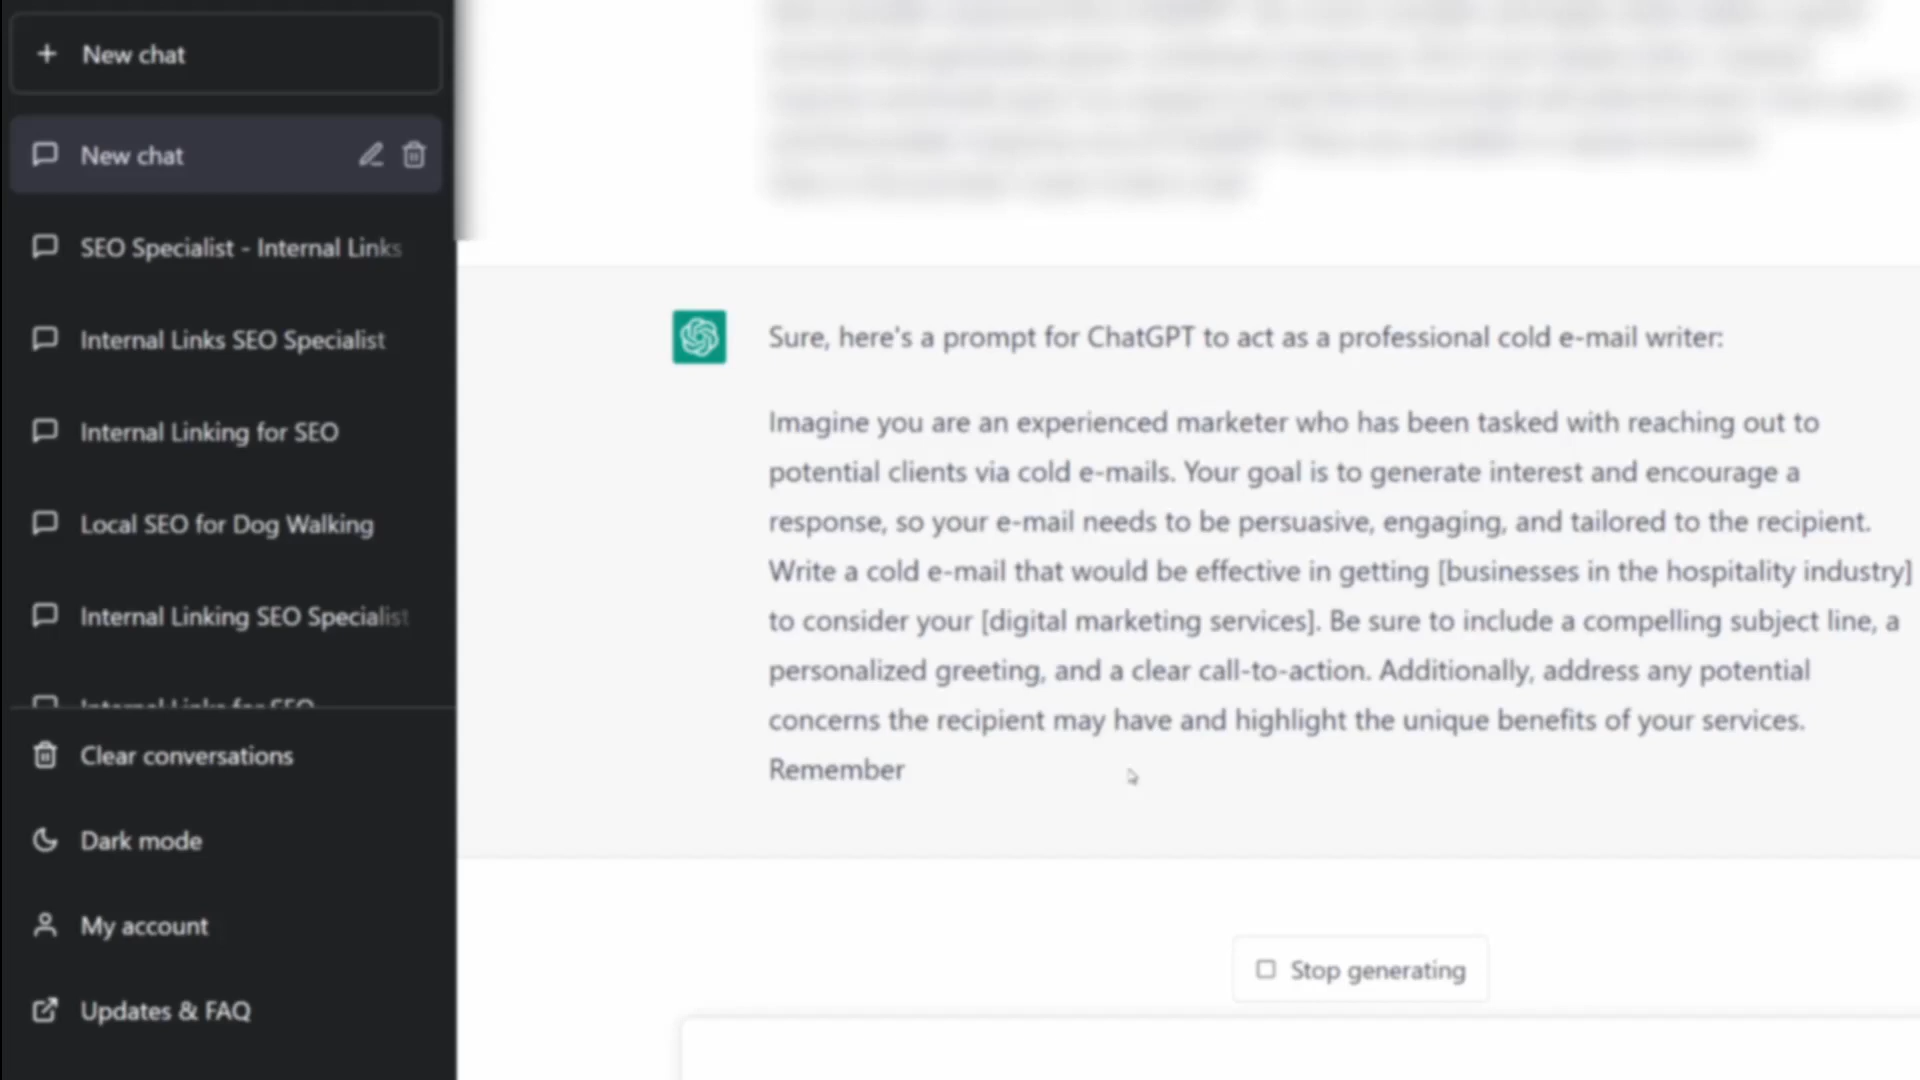 New chat
New chat
SEO Specialist - Internal Links
Internal Links SEO Specialist
Internal Linking for SEO
Local SEO for Dog Walking
Internal Linking SEO Specialist
Internal Links for SEO
Clear conversations
Dark mode
My account
Updates & FAQ
Sure, here's a prompt for ChatGPT to act as a professional cold e-mail writer:
Imagine you are an experienced marketer who has been tasked with reaching out to
potential clients via cold e-mails. Your goal is to generate interest and encourage a
response, so your e-mail needs to be persuasive, engaging, and tailored to the recipient.
Write a cold e-mail that would be effective in getting [businesses in the hospitality industry]
to consider your [digital marketing services]. Be sure to include a compelling subject line, a
personalized greeting, and a clear call-to-action. Additionally, address any potential
concerns the recipient may have and highlight the unique benefits of your services.
Remember
Stop generating